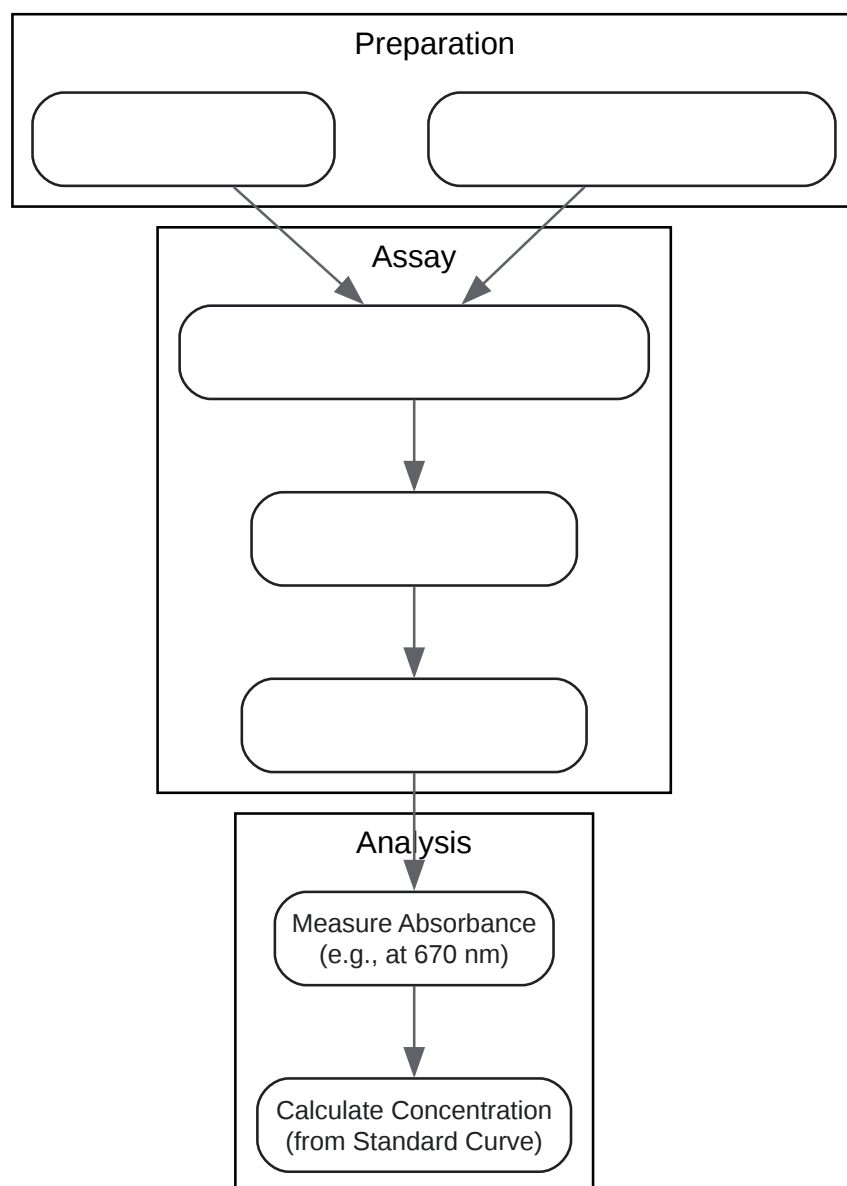 Preparation
Assay
Analysis
Measure Absorbance
(e.g., at 670 nm)
Calculate Concentration
(from Standard Curve)